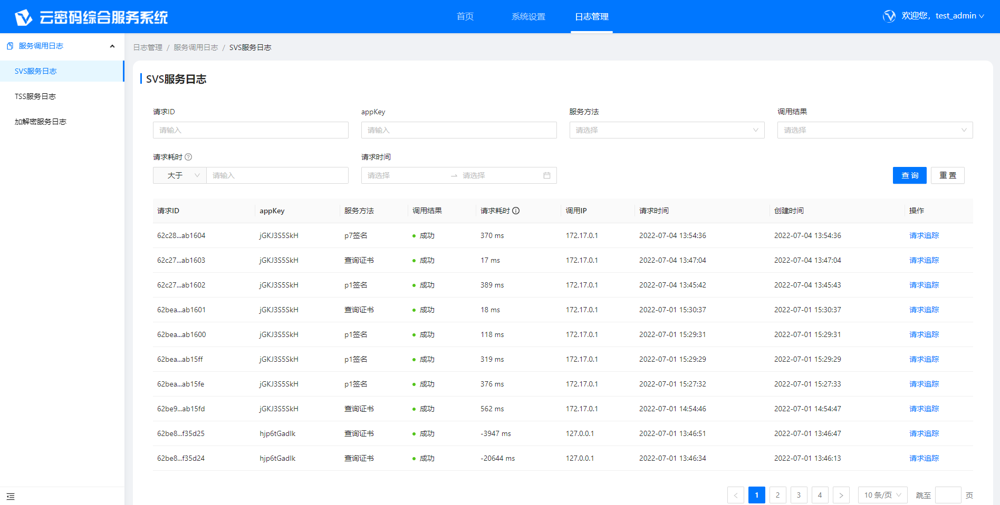 云密码综合服务系统 首页 系统设置 日志管理 欢迎您，test_admin
服务调用日志
SVS服务日志
TSS服务日志
加解密服务日志
日志管理 / 服务调用日志 / SVS服务日志
SVS服务日志
请求ID appKey 服务方法 调用结果
请输入 请输入 请选择 请选择
请求耗时 请求时间
大于 请输入 请选择 → 请选择 查 询 重 置
请求ID appKey 服务方法 调用结果 请求耗时 调用IP 请求时间 创建时间 操作
62c28...ab1604 jGKJ3S5SkH p7签名 成功 370 ms 172.17.0.1 2022-07-04 13:54:36 2022-07-04 13:54:36 请求追踪
62c27...ab1603 jGKJ3S5SkH 查询证书 成功 17 ms 172.17.0.1 2022-07-04 13:47:04 2022-07-04 13:47:04 请求追踪
62c27...ab1602 jGKJ3S5SkH p1签名 成功 389 ms 172.17.0.1 2022-07-04 13:45:42 2022-07-04 13:45:43 请求追踪
62bea...ab1601 jGKJ3S5SkH 查询证书 成功 18 ms 172.17.0.1 2022-07-01 15:30:37 2022-07-01 15:30:37 请求追踪
62bea...ab1600 jGKJ3S5SkH p1签名 成功 118 ms 172.17.0.1 2022-07-01 15:29:31 2022-07-01 15:29:31 请求追踪
62bea...ab15ff jGKJ3S5SkH p1签名 成功 319 ms 172.17.0.1 2022-07-01 15:29:29 2022-07-01 15:29:29 请求追踪
62bea...ab15fe jGKJ3S5SkH p1签名 成功 376 ms 172.17.0.1 2022-07-01 15:27:32 2022-07-01 15:27:33 请求追踪
62be9...ab15fd jGKJ3S5SkH 查询证书 成功 562 ms 172.17.0.1 2022-07-01 14:54:46 2022-07-01 14:54:47 请求追踪
62be8...f35d25 hjp6tGadlk 查询证书 成功 -3947 ms 127.0.0.1 2022-07-01 13:46:51 2022-07-01 13:46:47 请求追踪
62be8...f35d24 hjp6tGadlk 查询证书 成功 -20644 ms 127.0.0.1 2022-07-01 13:46:34 2022-07-01 13:46:13 请求追踪
< 1 2 3 4 > 10 条/页 跳至 页